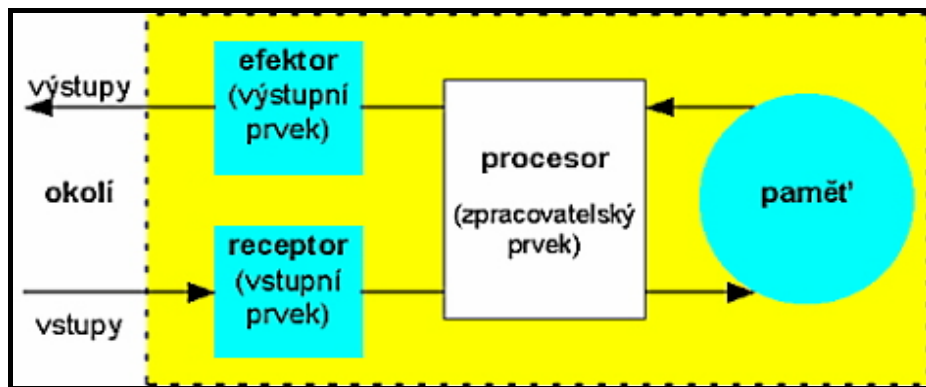 efektor
(výstupní
prvek)
výstupy
procesor
(zpracovatelský
prvek)
paměť
okolí
receptor
(vstupní
prvek)
vstupy